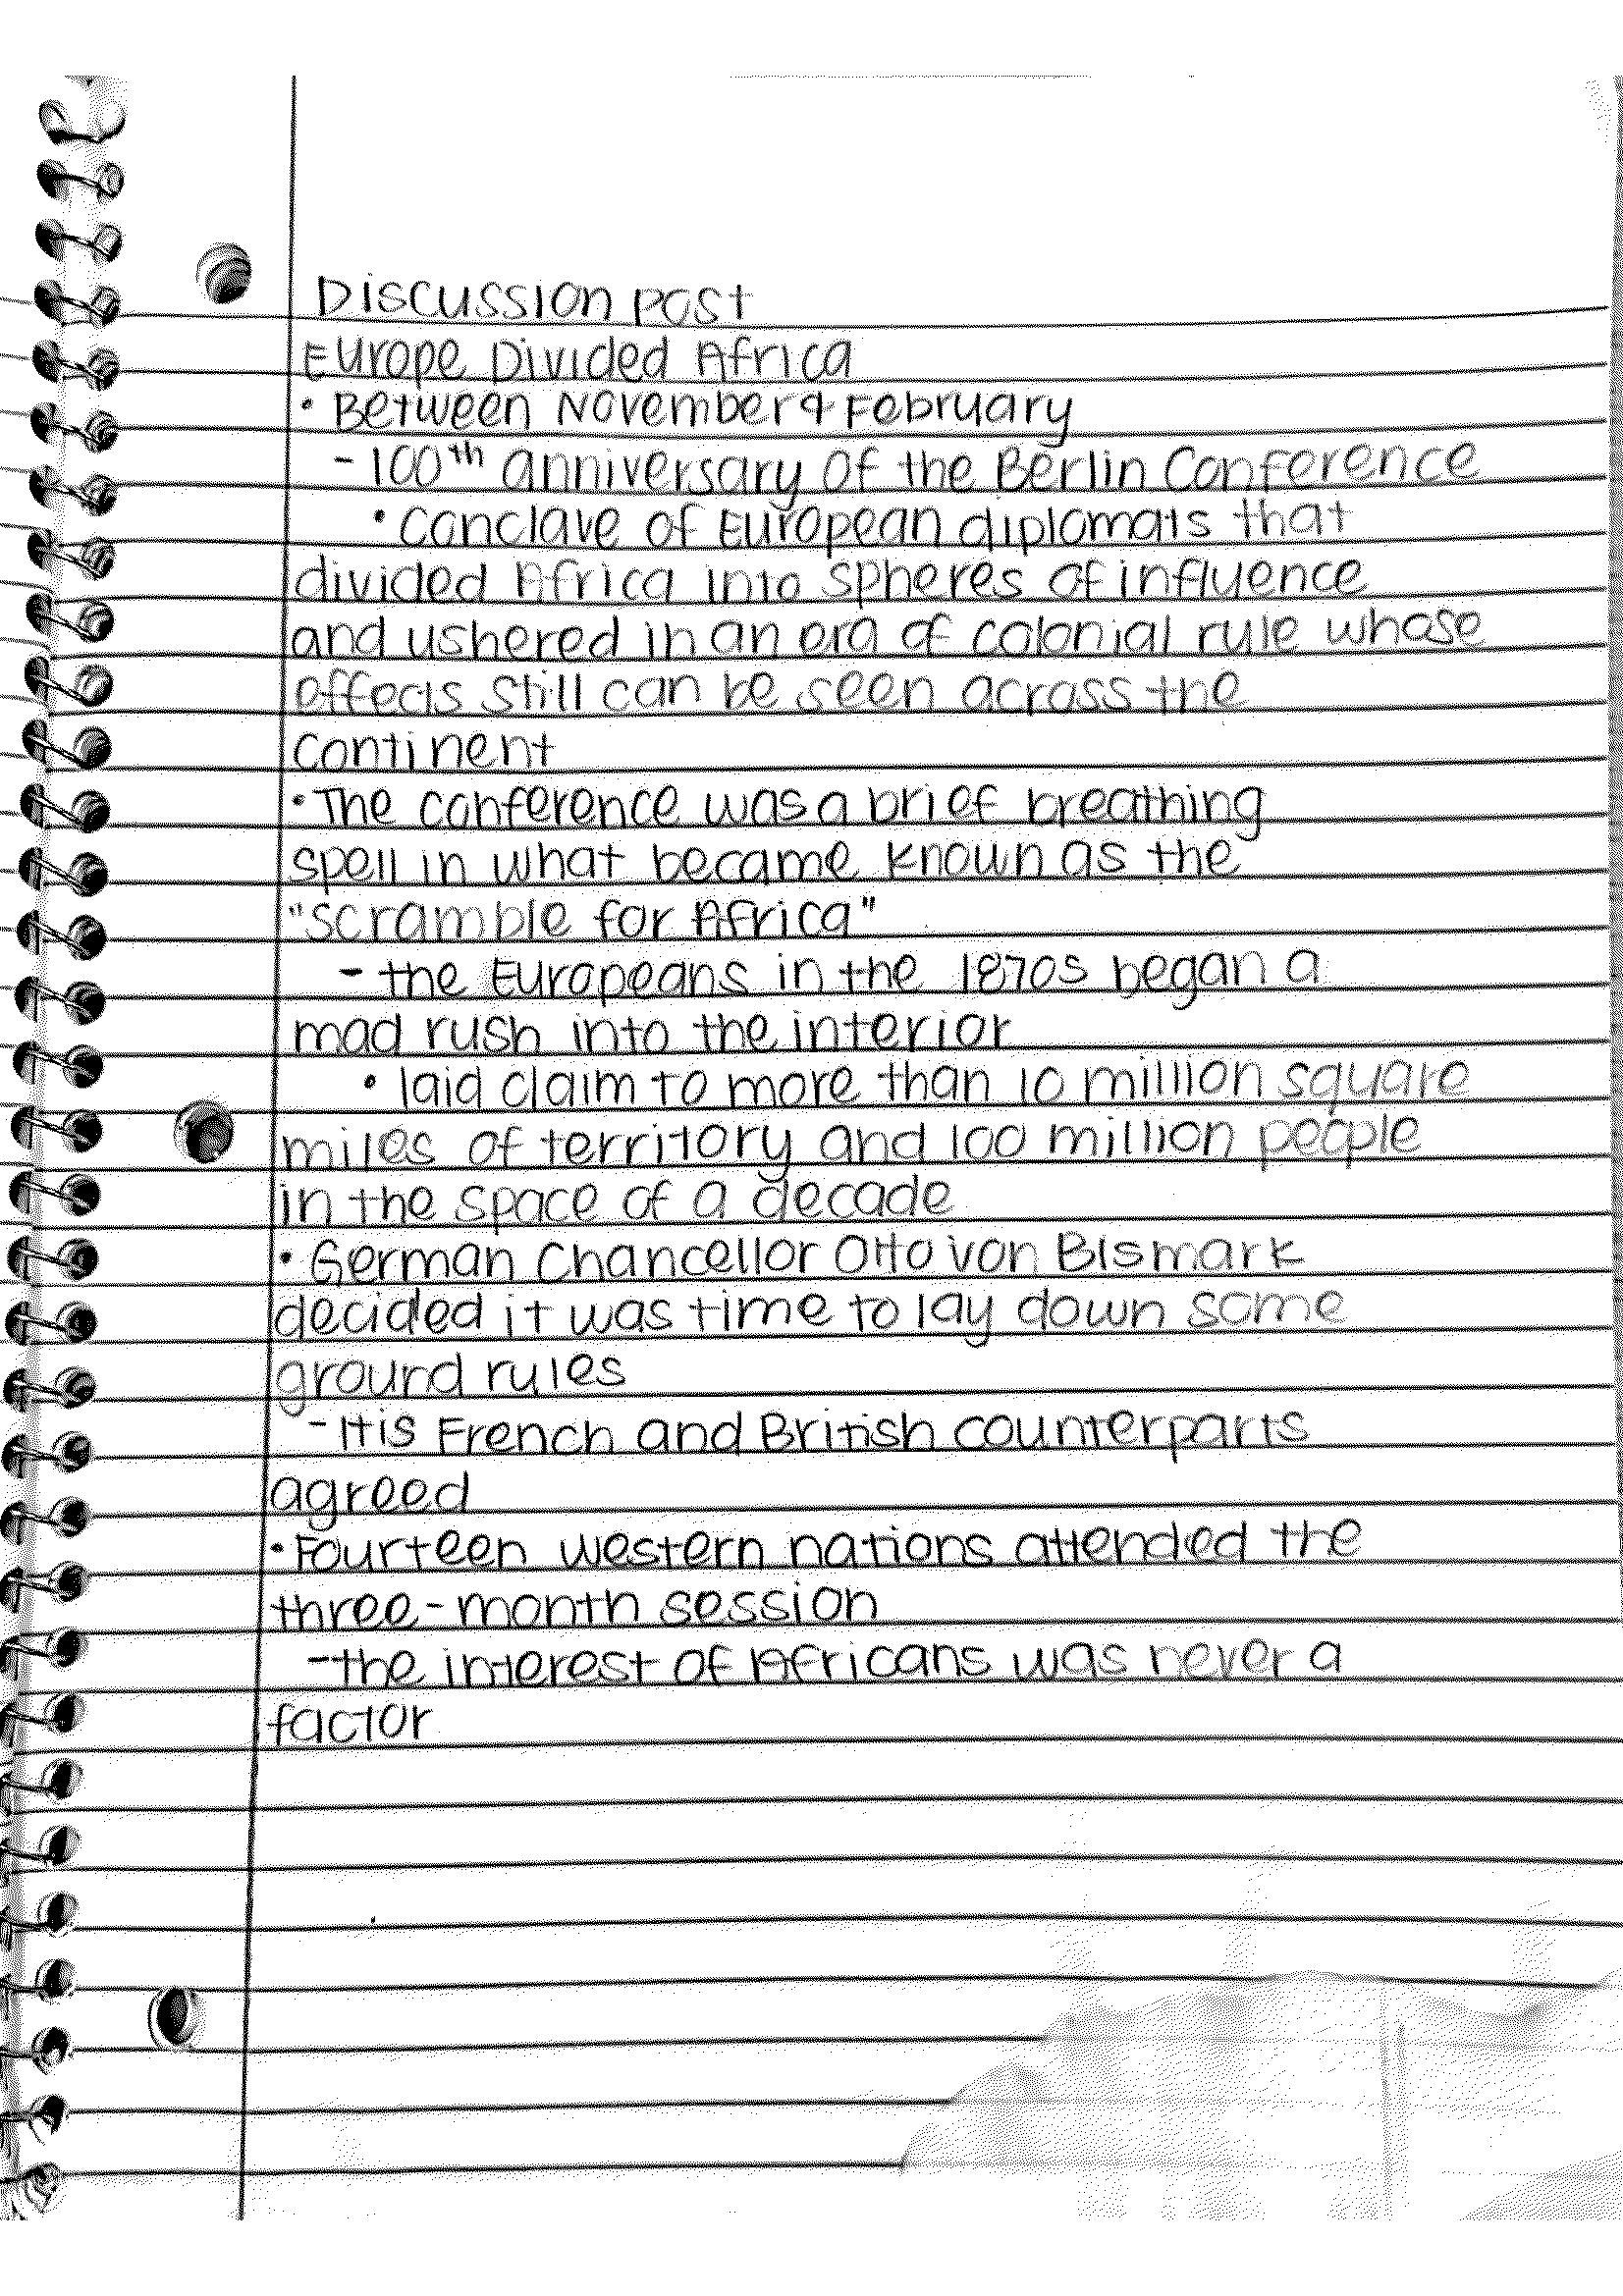 Discussion post
Europe Divided Africa
• Between November & February
- 100th anniversary of the Berlin Conference
• Conclave of European diplomats that
divided Africa into spheres of influence
and ushered in an era of colonial rule whose
effects still can be seen across the
continent
• The conference was a brief breathing
spell in what became known as the
"scramble for Africa"
- the Europeans in the 1870s began a
mad rush into the interior
• laid claim to more than 10 million square
miles of territory and 100 million people
in the space of a decade
• German Chancellor Otto von Bismark
decided it was time to lay down some
ground rules
- Itis French and British counterparts
agreed
• Fourteen western nations attended the
three-month session
- the interest of Africans was never a
factor